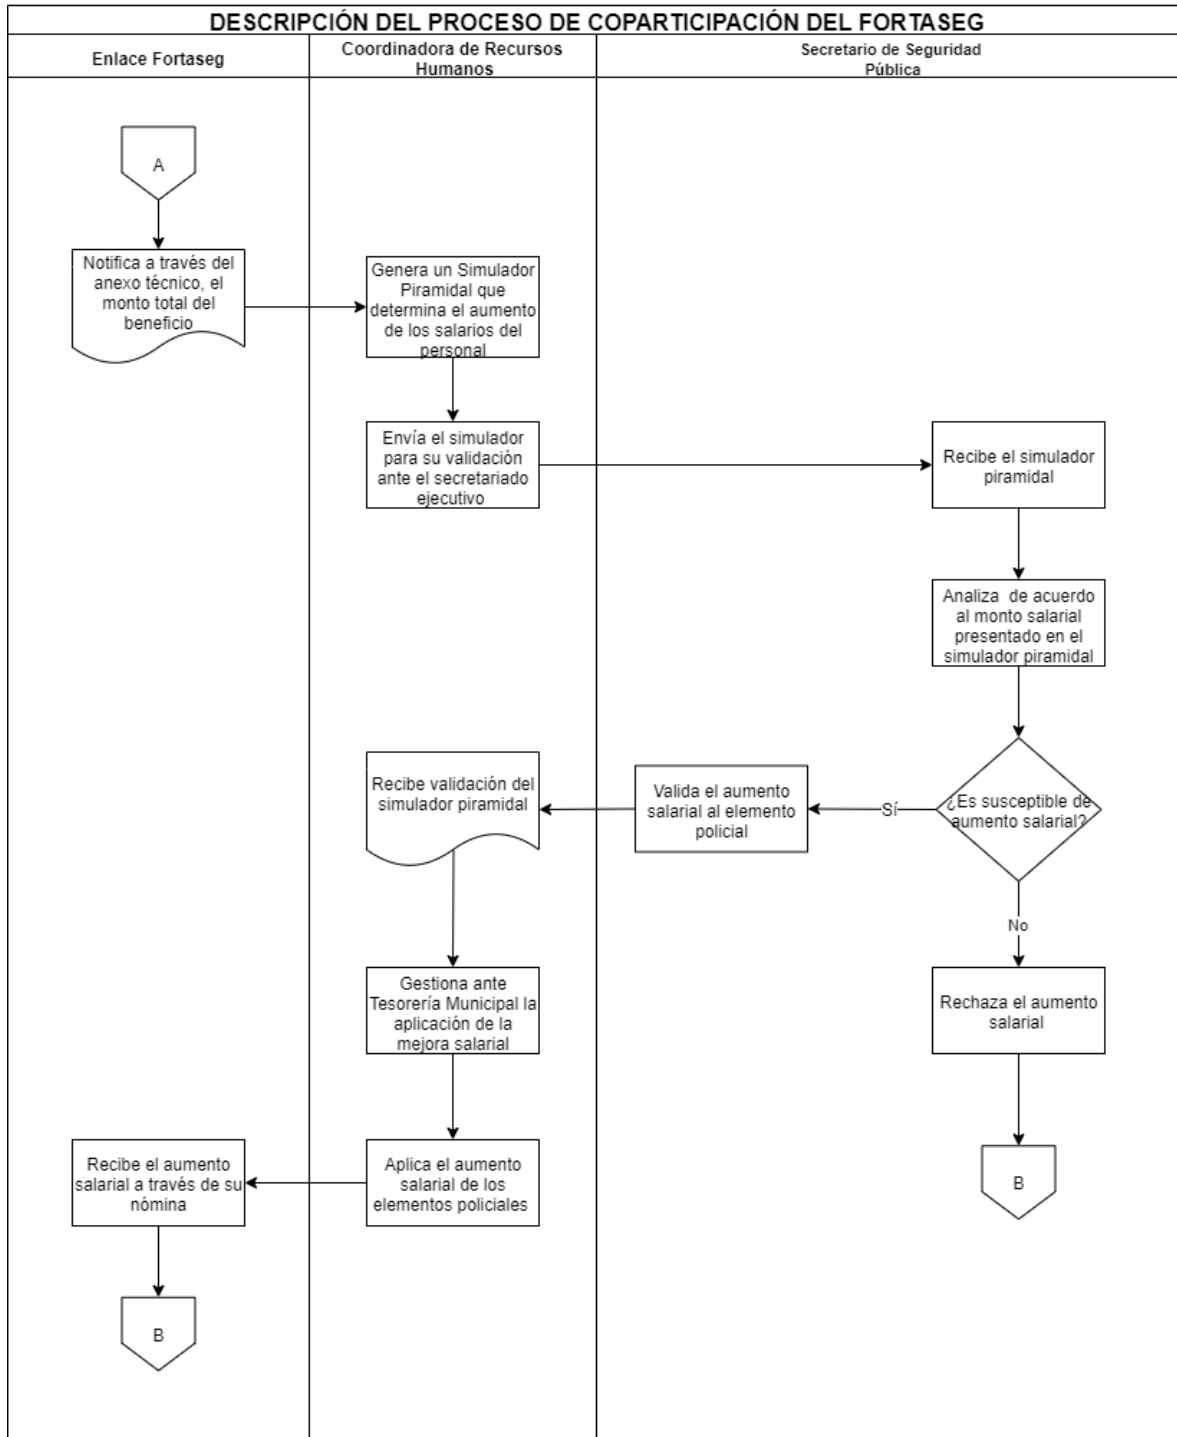 DESCRIPCIÓN DEL PROCESO DE COPARTICIPACIÓN DEL FORTASEG
Enlace Fortaseg
Coordinadora de Recursos
Humanos
Secretario de Seguridad
Pública
A
Notifica a través del
anexo técnico, el
monto total del
beneficio
Genera un Simulador
Piramidal que
determina el aumento
de los salarios del
personal
Envía el simulador
para su validación
ante el secretariado
ejecutivo
Recibe el simulador
piramidal
Analiza de acuerdo
al monto salarial
presentado en el
simulador piramidal
¿Es susceptible de
aumento salarial?
Sí
Valida el aumento
salarial al elemento
policial
Recibe validación del
simulador piramidal
No
Gestiona ante
Tesorería Municipal la
aplicación de la
mejora salarial
Rechaza el aumento
salarial
Aplica el aumento
salarial de los
elementos policiales
Recibe el aumento
salarial a través de su
nómina
B
B